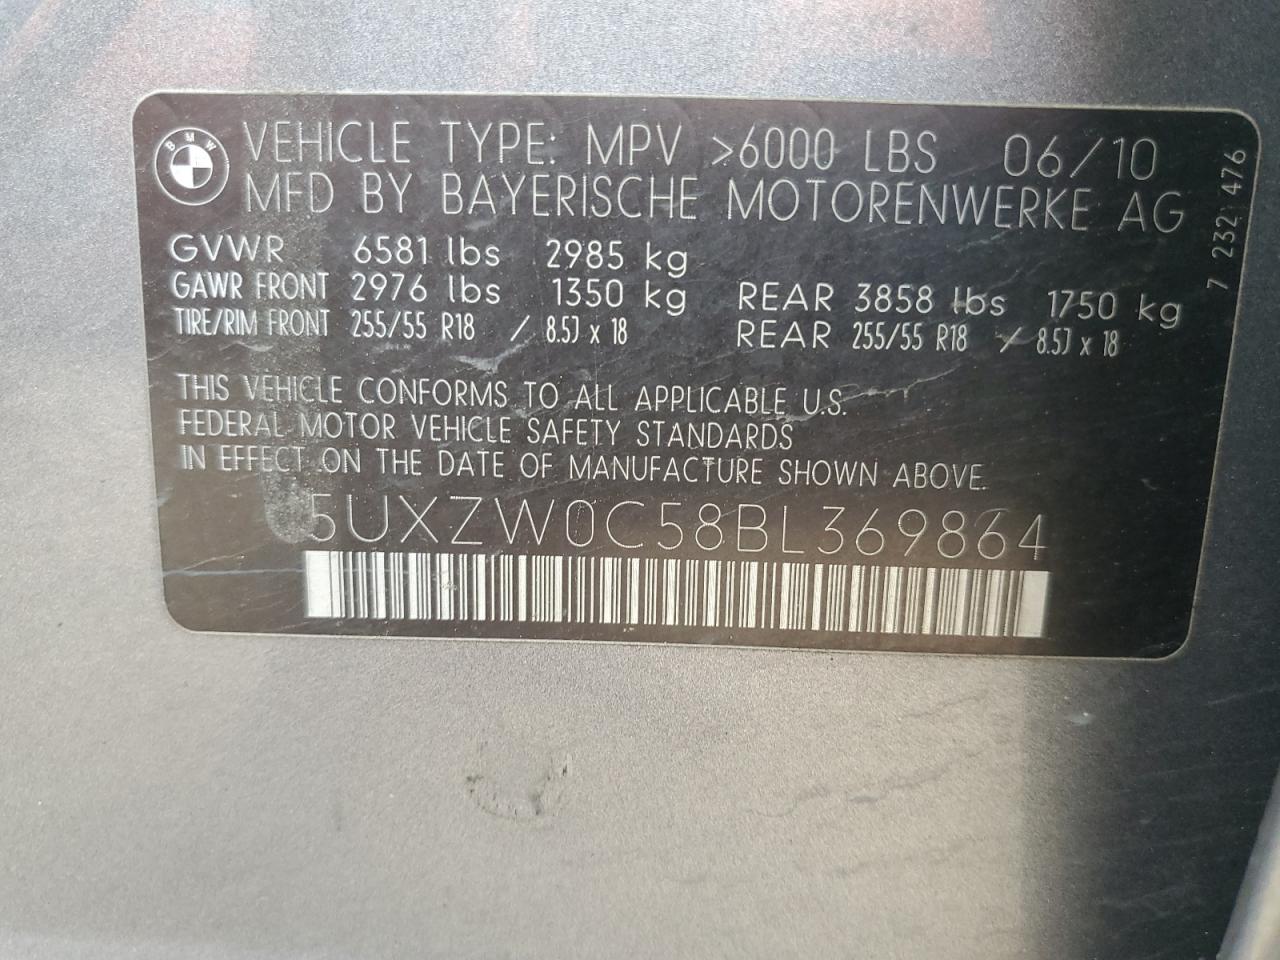 BMW
VEHICLE TYPE: MPV >6000 LBS 06/10
MFD BY BAYERISCHE MOTORENWERKE AG
GVWR 6581 lbs 2985 kg
GAWR FRONT 2976 lbs 1350 kg REAR 3858 lbs 1750 kg
TIRE/RIM FRONT 255/55 R18 / 8.5J x 18 REAR 255/55 R18 / 8.5J x 18
THIS VEHICLE CONFORMS TO ALL APPLICABLE U.S.
FEDERAL MOTOR VEHICLE SAFETY STANDARDS
IN EFFECT ON THE DATE OF MANUFACTURE SHOWN ABOVE.
5UXZW0C58BL369864
7 232 476